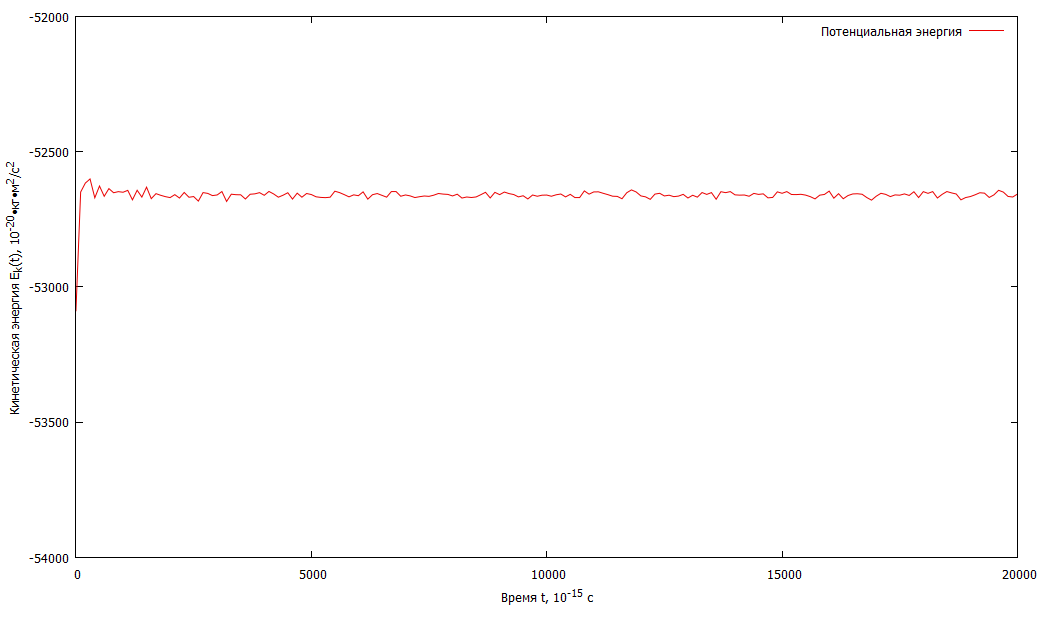 -52000
Потенциальная энергия
-52500
-53000
-53500
-54000
Кинетическая энергия E_k(t), 10^-20•кг•м^2/с^2
0 5000 10000 15000 20000
Время t, 10^-15 с